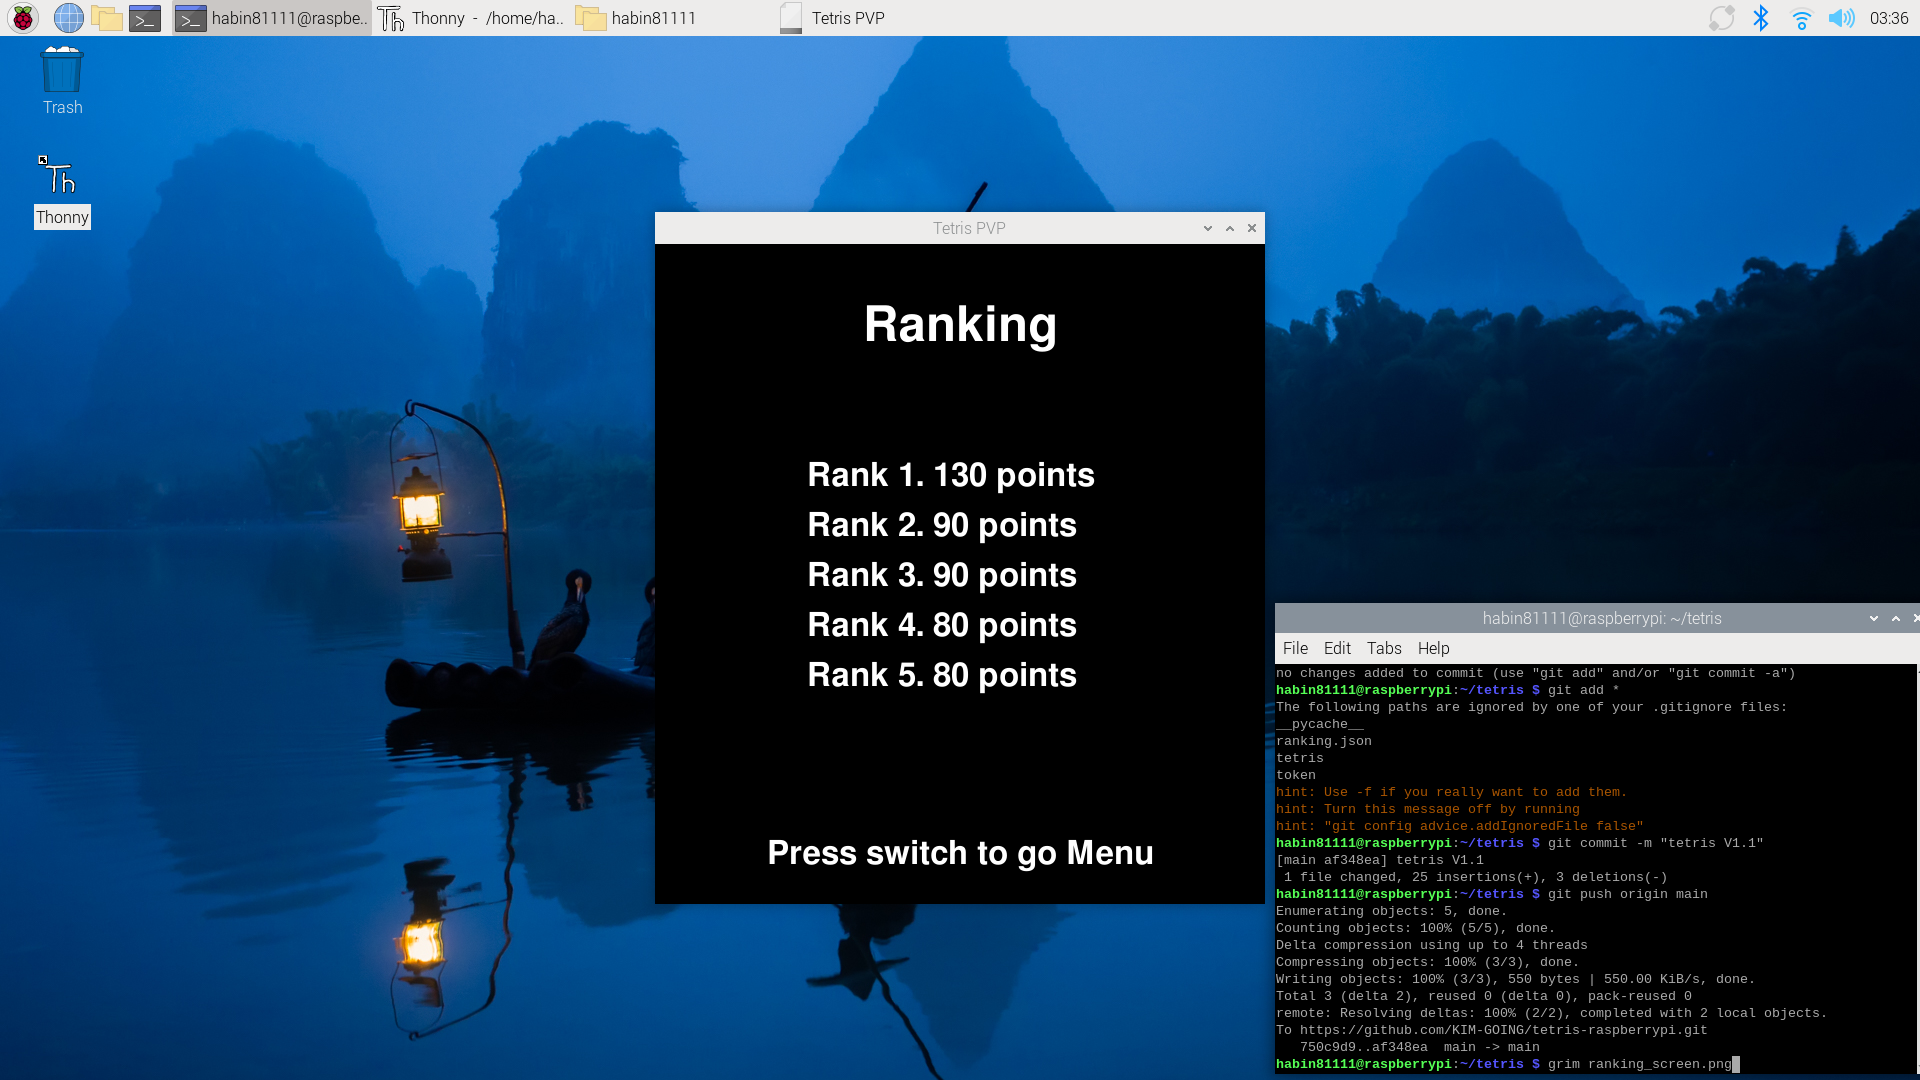 habin81111@raspbe..
Thonny - /home/ha..
habin81111
Tetris PVP
03:36
Trash
Th
Thonny
Tetris PVP
Ranking
Rank 1. 130 points
Rank 2. 90 points
Rank 3. 90 points
Rank 4. 80 points
Rank 5. 80 points
Press switch to go Menu
habin81111@raspberrypi: ~/tetris
File Edit Tabs Help
no changes added to commit (use "git add" and/or "git commit -a")
habin81111@raspberrypi:~/tetris $ git add *
The following paths are ignored by one of your .gitignore files:
__pycache__
ranking.json
tetris
token
hint: Use -f if you really want to add them.
hint: Turn this message off by running
hint: "git config advice.addIgnoredFile false"
habin81111@raspberrypi:~/tetris $ git commit -m "tetris V1.1"
[main af348ea] tetris V1.1
1 file changed, 25 insertions(+), 3 deletions(-)
habin81111@raspberrypi:~/tetris $ git push origin main
Enumerating objects: 5, done.
Counting objects: 100% (5/5), done.
Delta compression using up to 4 threads
Compressing objects: 100% (3/3), done.
Writing objects: 100% (3/3), 550 bytes | 550.00 KiB/s, done.
Total 3 (delta 2), reused 0 (delta 0), pack-reused 0
remote: Resolving deltas: 100% (2/2), completed with 2 local objects.
To https://github.com/KIM-GOING/tetris-raspberrypi.git
750c9d9..af348ea main -> main
habin81111@raspberrypi:~/tetris $ grim ranking_screen.png